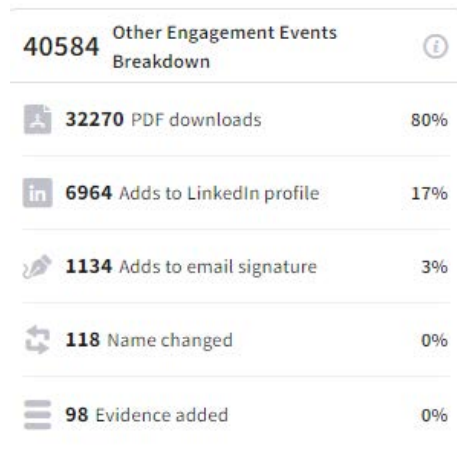 40584 Other Engagement Events
Breakdown
32270 PDF downloads 80%
in 6964 Adds to LinkedIn profile 17%
1134 Adds to email signature 3%
118 Name changed 0%
98 Evidence added 0%